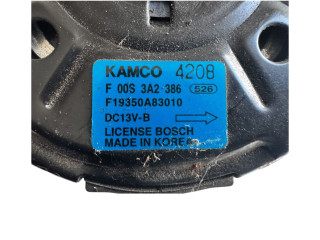 KAMCO 4208
F 00S 3A2 386 S26
F19350A83010
DC13V-B
LICENSE BOSCH
MADE IN KOREA